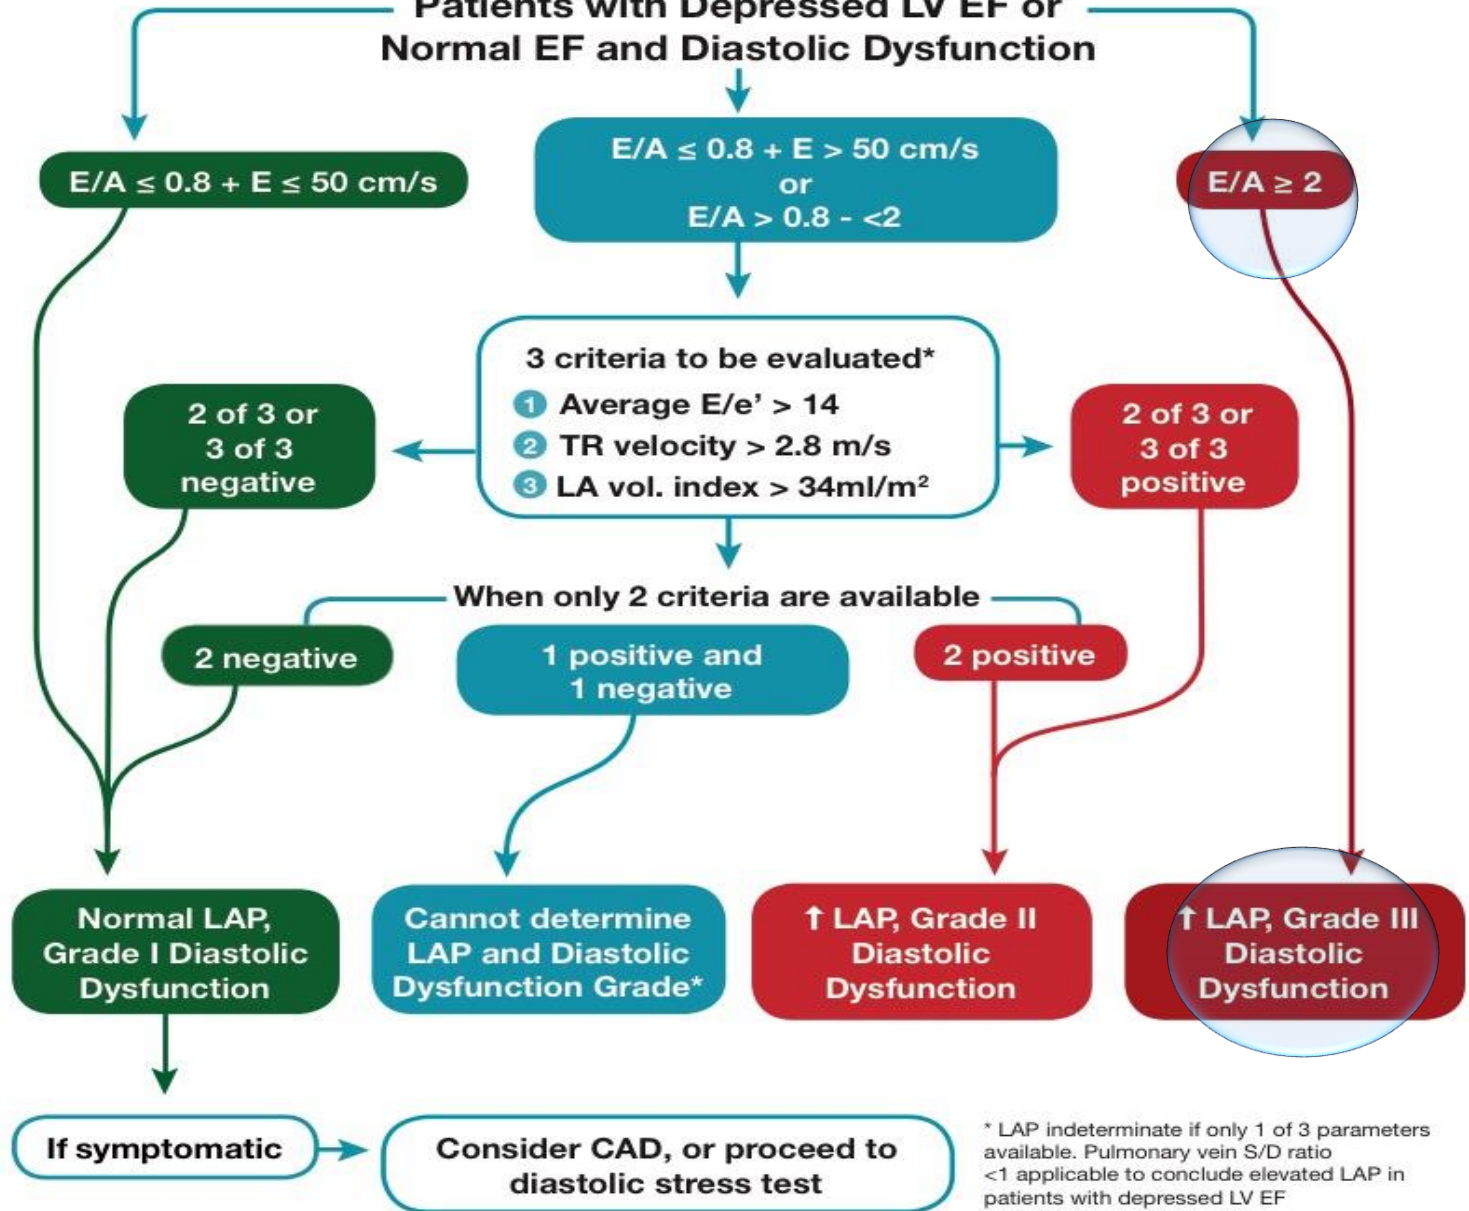 Patients with Depressed LV EF or
Normal EF and Diastolic Dysfunction
E/A ≤ 0.8 + E ≤ 50 cm/s
E/A ≤ 0.8 + E > 50 cm/s
or
E/A > 0.8 - <2
E/A ≥ 2
3 criteria to be evaluated*
1 Average E/e’ > 14
2 TR velocity > 2.8 m/s
3 LA vol. index > 34ml/m²
2 of 3 or
3 of 3
negative
2 of 3 or
3 of 3
positive
When only 2 criteria are available
2 negative
1 positive and
1 negative
2 positive
Normal LAP,
Grade I Diastolic
Dysfunction
Cannot determine
LAP and Diastolic
Dysfunction Grade*
↑ LAP, Grade II
Diastolic
Dysfunction
↑ LAP, Grade III
Diastolic
Dysfunction
If symptomatic
Consider CAD, or proceed to
diastolic stress test
* LAP indeterminate if only 1 of 3 parameters
available. Pulmonary vein S/D ratio
<1 applicable to conclude elevated LAP in
patients with depressed LV EF